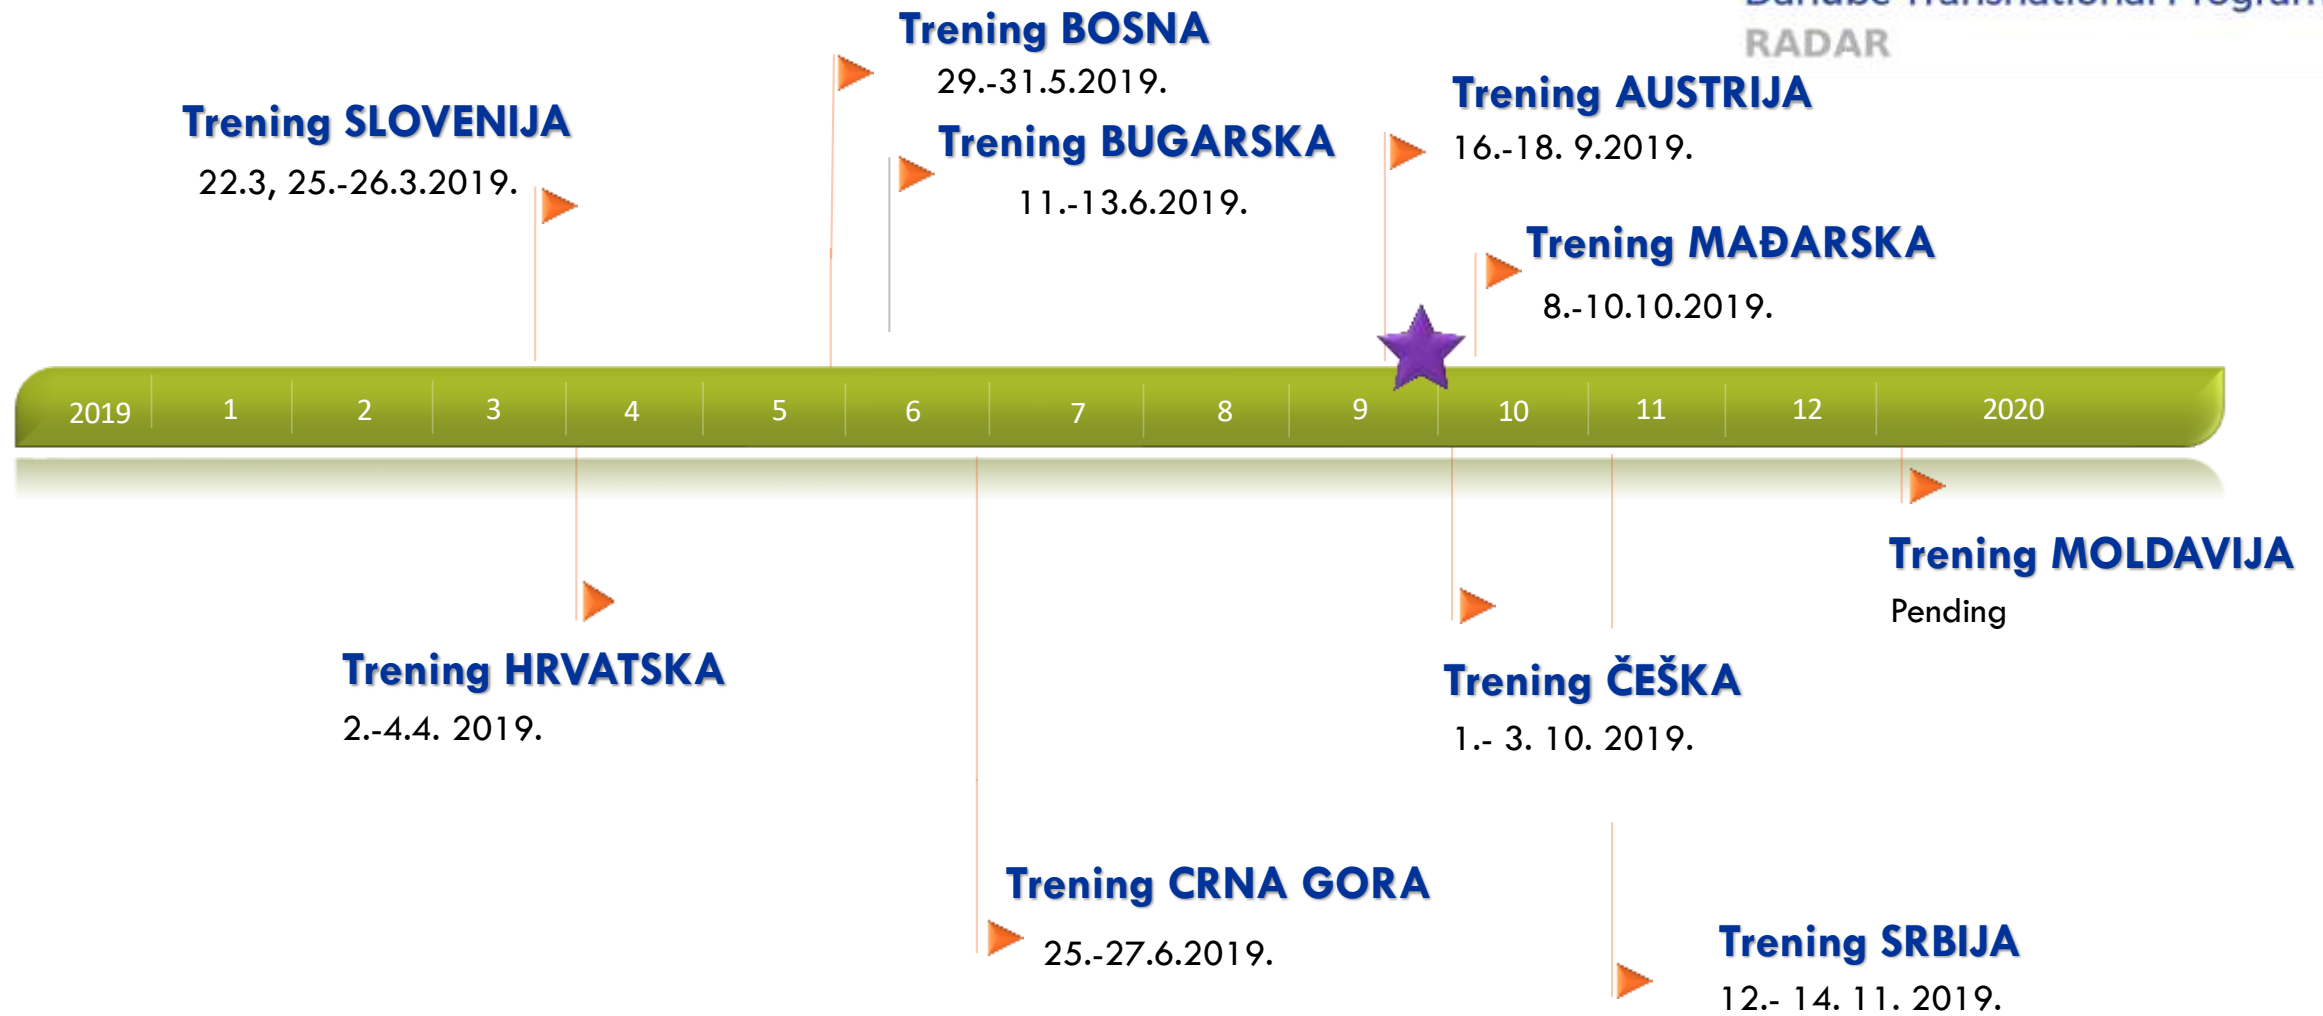 Danube Transnational Program
RADAR
Trening BOSNA
29.-31.5.2019.
Trening AUSTRIJA
16.-18. 9.2019.
Trening SLOVENIJA
22.3, 25.-26.3.2019.
Trening BUGARSKA
11.-13.6.2019.
Trening MAĐARSKA
8.-10.10.2019.
2019 1 2 3 4 5 6 7 8 9 10 11 12 2020
Trening MOLDAVIJA
Pending
Trening HRVATSKA
2.-4.4. 2019.
Trening ČEŠKA
1.- 3. 10. 2019.
Trening CRNA GORA
25.-27.6.2019.
Trening SRBIJA
12.- 14. 11. 2019.